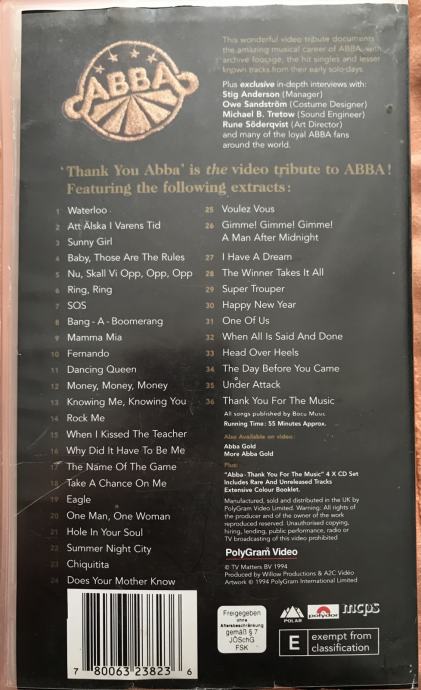 ABBA
This wonderful video tribute documents
the amazing musical career of ABBA, with
archive footage, the hit singles and lesser
known tracks from their early solo days.
Plus exclusive in-depth interviews with:
Stig Anderson (Manager)
Owe Sandström (Costume Designer)
Michael B. Tretow (Sound Engineer)
Rune Söderqvist (Art Director)
and many of the loyal ABBA fans
around the world.
'Thank You Abba' is the video tribute to ABBA!
Featuring the following extracts:
1 Waterloo
2 Att Älska I Varens Tid
3 Sunny Girl
4 Baby, Those Are The Rules
5 Nu, Skall Vi Opp, Opp, Opp
6 Ring, Ring
7 SOS
8 Bang - A - Boomerang
9 Mamma Mia
10 Fernando
11 Dancing Queen
12 Money, Money, Money
13 Knowing Me, Knowing You
14 Rock Me
15 When I Kissed The Teacher
16 Why Did It Have To Be Me
17 The Name Of The Game
18 Take A Chance On Me
19 Eagle
20 One Man, One Woman
21 Hole In Your Soul
22 Summer Night City
23 Chiquitita
24 Does Your Mother Know
25 Voulez Vous
26 Gimme! Gimme! Gimme!
A Man After Midnight
27 I Have A Dream
28 The Winner Takes It All
29 Super Trouper
30 Happy New Year
31 One Of Us
32 When All Is Said And Done
33 Head Over Heels
34 The Day Before You Came
35 Under Attack
36 Thank You For The Music
All songs published by Bocu Music
Running Time: 55 Minutes Approx.
Also Available on video:
Abba Gold
More Abba Gold
Plus:
"Abba - Thank You For The Music" 4 X CD Set
Includes Rare And Unreleased Tracks
Extensive Colour Booklet.
Manufactured, sold and distributed in the UK by
PolyGram Video Limited. Warning: All rights of
the producer and of the owner of the work
reproduced reserved. Unauthorised copying,
hiring, lending, public performance, radio or
TV broadcasting of this video prohibited
PolyGram Video
© TV Matters BV 1994
Produced by Willow Productions & A2C Video
Artwork © 1994 PolyGram International Limited
7 80063 23823 6
Freigegeben
ohne
Altersbeschränkung
gemäß § 7
JÖSchG
FSK
POLAR
polydor
mcps
E exempt from
classification